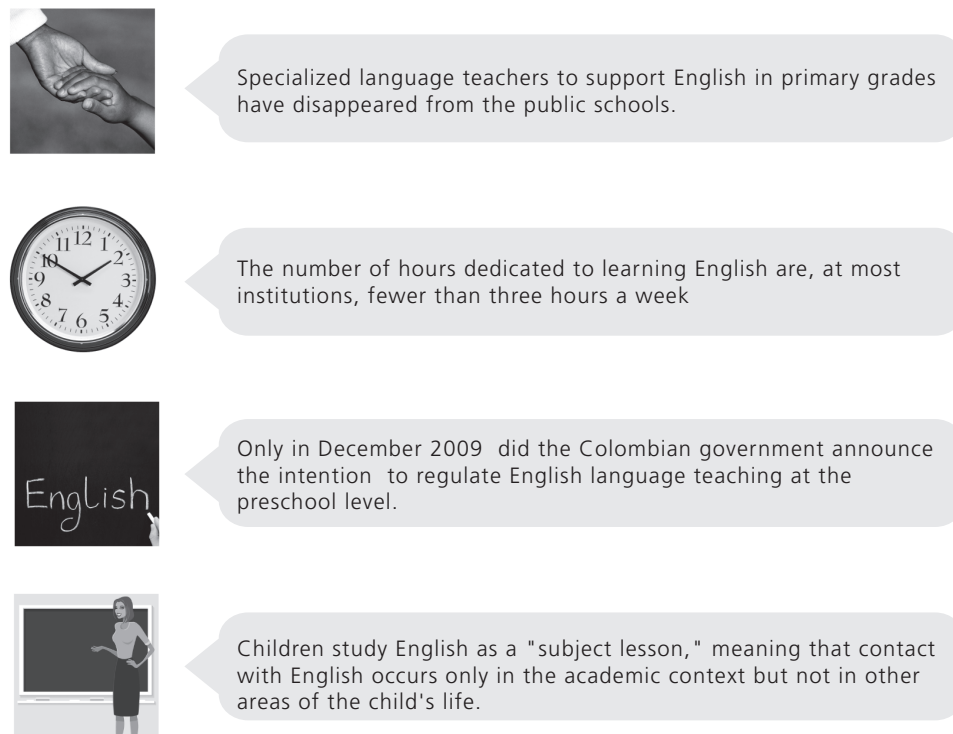 Specialized language teachers to support English in primary grades
have disappeared from the public schools.
11 12 1
10 2
9 3
8 4
7 6 5
The number of hours dedicated to learning English are, at most
institutions, fewer than three hours a week
Only in December 2009 did the Colombian government announce
the intention to regulate English language teaching at the
preschool level.
English
Children study English as a "subject lesson," meaning that contact
with English occurs only in the academic context but not in other
areas of the child's life.